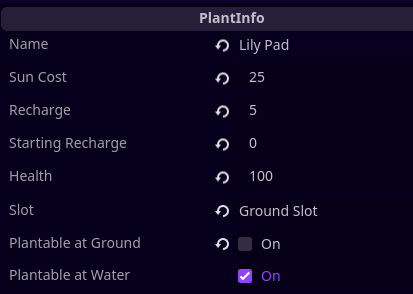 PlantInfo
Name Lily Pad
Sun Cost 25
Recharge 5
Starting Recharge 0
Health 100
Slot Ground Slot
Plantable at Ground On
Plantable at Water On